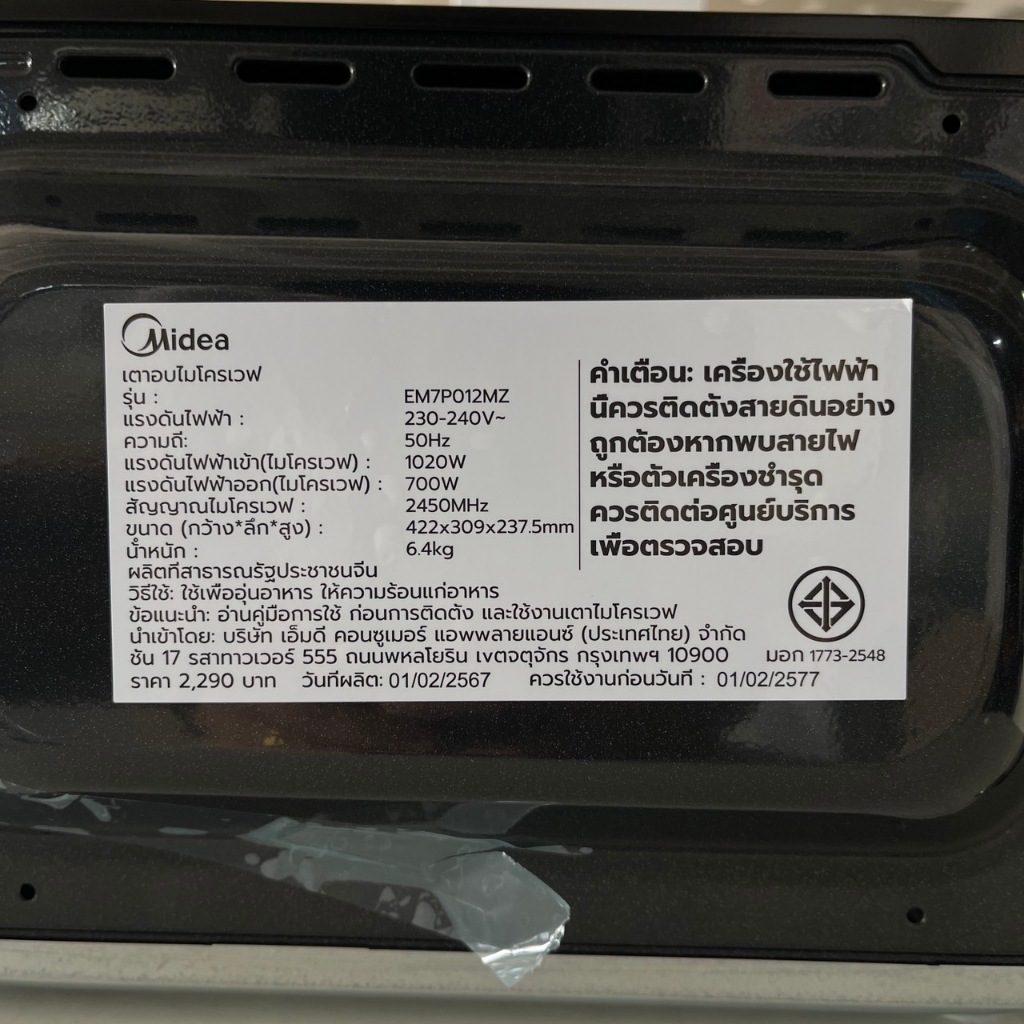 Midea
เตาอบไมโครเวฟ
รุ่น : EM7P012MZ
แรงดันไฟฟ้า : 230-240V~
ความถี่: 50Hz
แรงดันไฟฟ้าเข้า(ไมโครเวฟ) : 1020W
แรงดันไฟฟ้าออก(ไมโครเวฟ) : 700W
สัญญาณไมโครเวฟ : 2450MHz
ขนาด (กว้าง*ลึก*สูง) : 422x309x237.5mm
น้ำหนัก : 6.4kg
ผลิตที่สาธารณรัฐประชาชนจีน
วิธีใช้: ใช้เพื่ออุ่นอาหาร ให้ความร้อนแก่อาหาร
ข้อแนะนำ: อ่านคู่มือการใช้ ก่อนการติดตั้ง และใช้งานเตาไมโครเวฟ
นำเข้าโดย: บริษัท เอ็มดี คอนซูเมอร์ แอพพลายแอนซ์ (ประเทศไทย) จำกัด
ชั้น 17 รสาทาวเวอร์ 555 ถนนพหลโยธิน เขตจตุจักร กรุงเทพฯ 10900
ราคา 2,290 บาท วันที่ผลิต: 01/02/2567 ควรใช้งานก่อนวันที่ : 01/02/2577
คำเตือน: เครื่องใช้ไฟฟ้า
นี้ควรติดตั้งสายดินอย่าง
ถูกต้องหากพบสายไฟ
หรือตัวเครื่องชำรุด
ควรติดต่อศูนย์บริการ
เพื่อตรวจสอบ
มอก 1773-2548